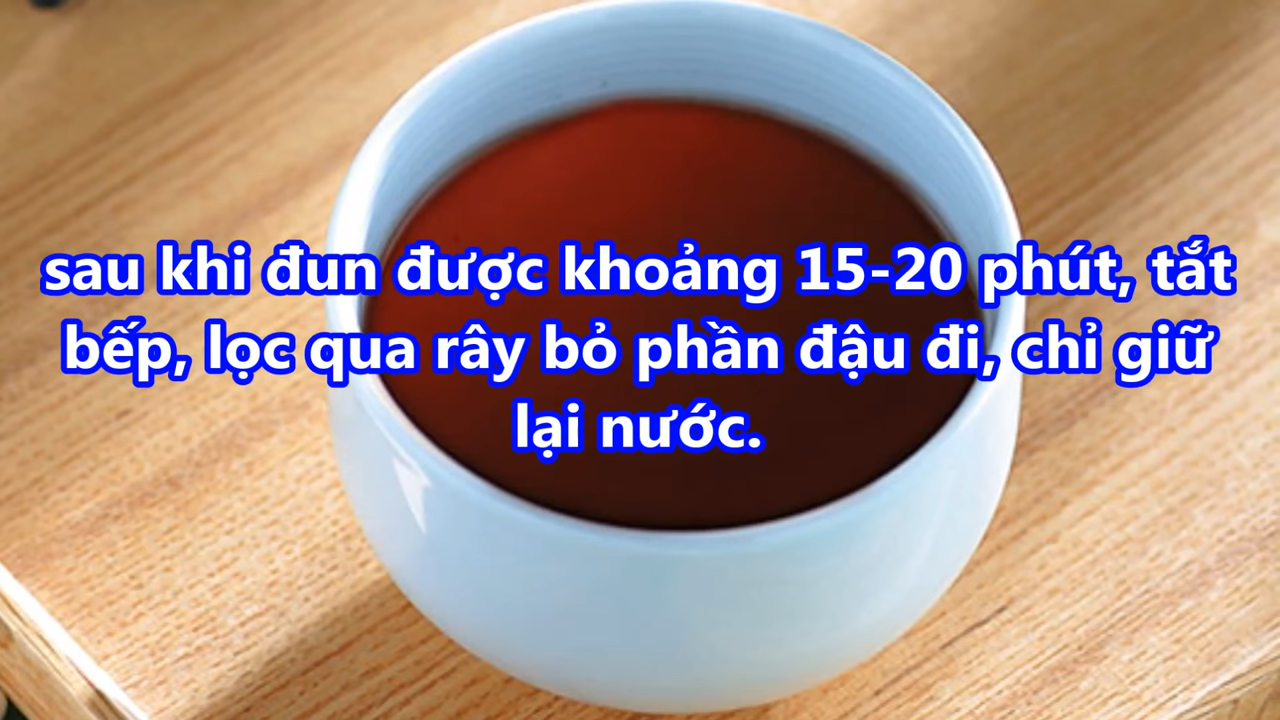 sau khi đun được khoảng 15-20 phút, tắt
bếp, lọc qua rây bỏ phần đậu đi, chỉ giữ
lại nước.